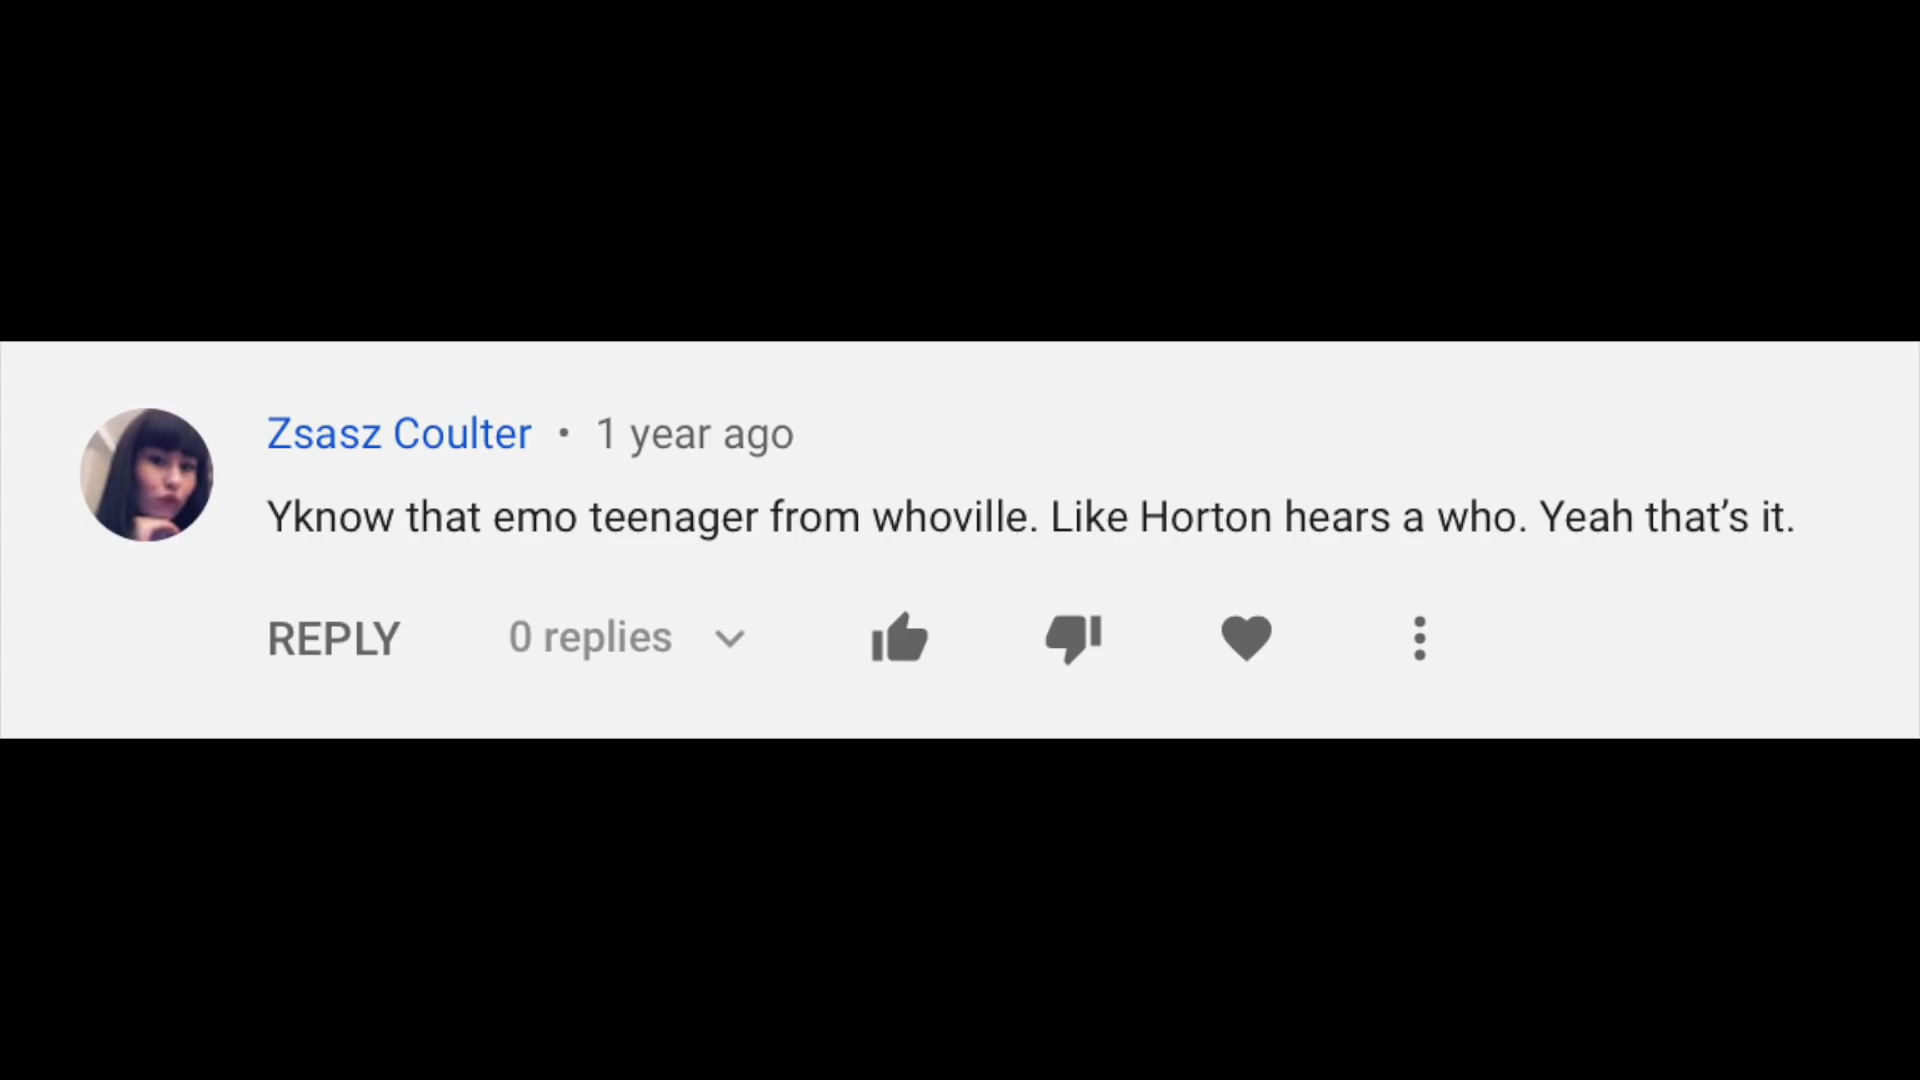 Zsasz Coulter • 1 year ago
Yknow that emo teenager from whoville. Like Horton hears a who. Yeah that’s it.
REPLY 0 replies